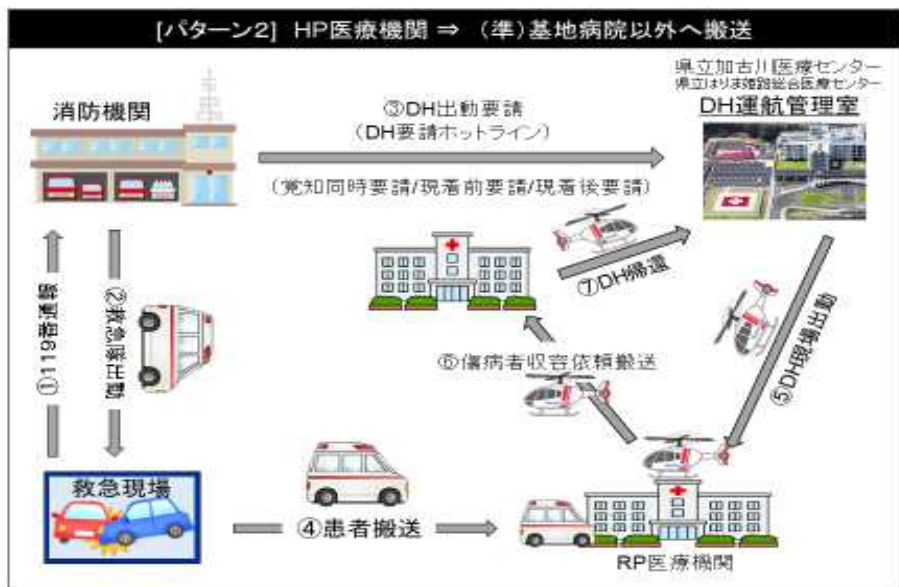 [パターン2] HP医療機関 ⇒ (準)基地病院以外へ搬送
県立加古川医療センター
県立はりま姫路総合医療センター
DH運航管理室
消防機関
③DH出動要請
(DH要請ホットライン)
(覚知同時要請/現着前要請/現着後要請)
⑦DH帰還
①119番通報
②救急隊出動
⑥傷病者収容依頼搬送
⑤DH現場出動
救急現場
④患者搬送
RP医療機関